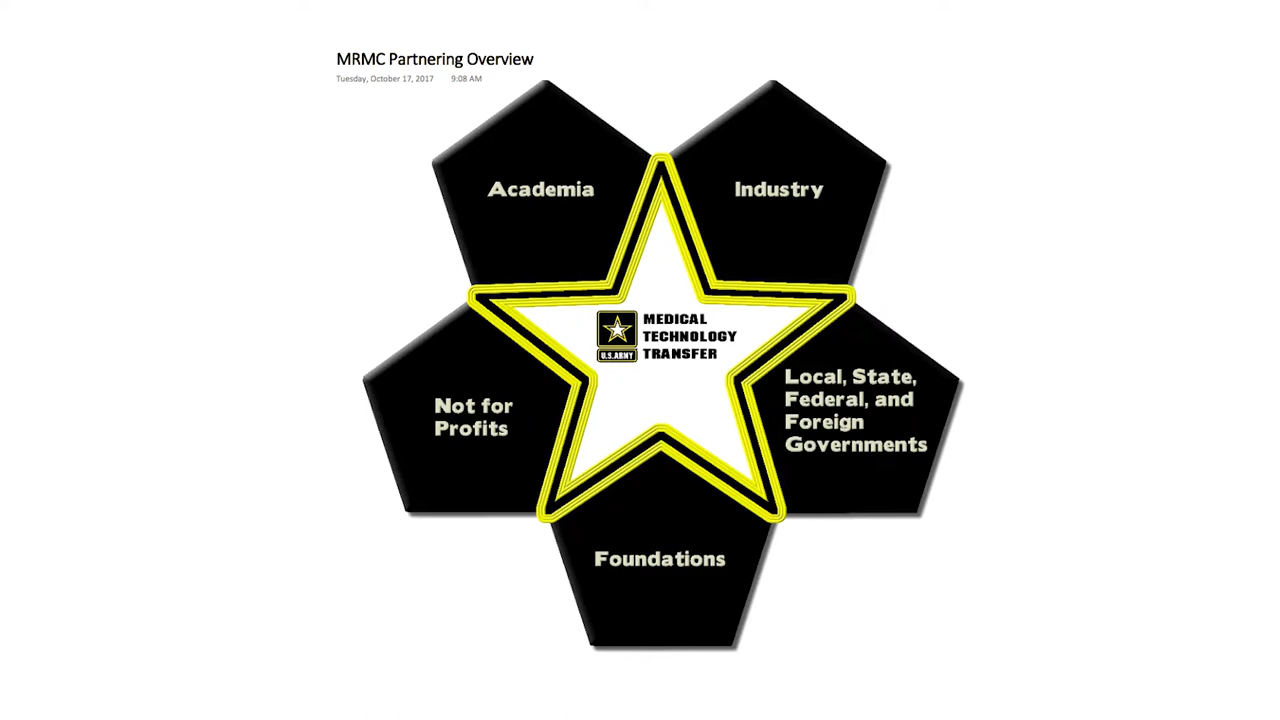 MRMC Partnering Overview
Tuesday, October 17, 2017 9:08 AM
Academia
Industry
MEDICAL
TECHNOLOGY
TRANSFER
U.S.ARMY
Not for
Profits
Local, State,
Federal, and
Foreign
Governments
Foundations